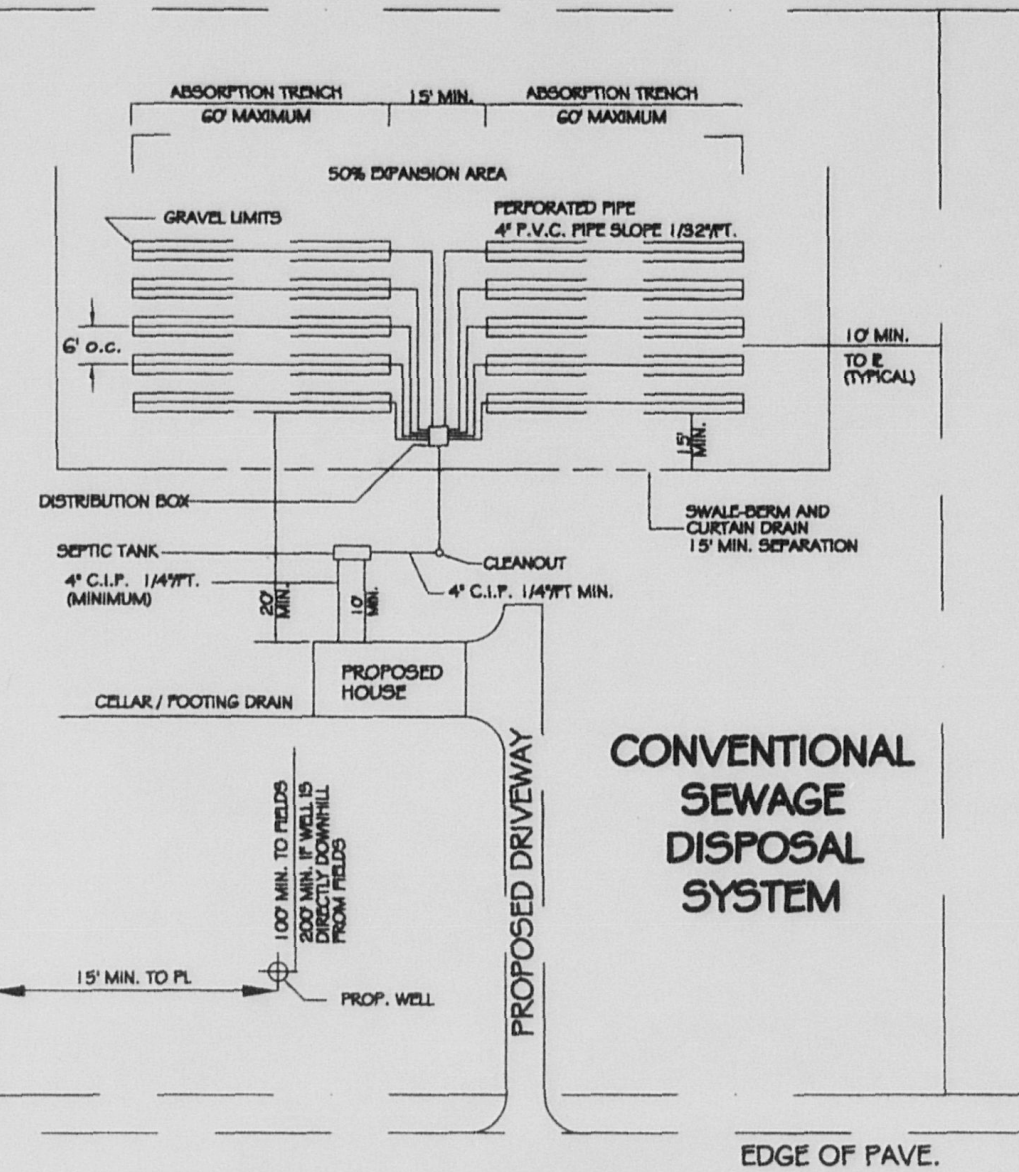 ABSORPTION TRENCH
60' MAXIMUM
15' MIN.
ABSORPTION TRENCH
60' MAXIMUM
50% EXPANSION AREA
GRAVEL LIMITS
PERFORATED PIPE
4" P.V.C. PIPE SLOPE 1/32"/FT.
6' O.C.
10' MIN.
TO PL
(TYPICAL)
15'
MIN.
DISTRIBUTION BOX
SWALE-BERM AND
CURTAIN DRAIN
15' MIN. SEPARATION
SEPTIC TANK
CLEANOUT
4" C.I.P. 1/4"/FT.
(MINIMUM)
20'
MIN.
10'
MIN.
4" C.I.P. 1/4"/FT MIN.
PROPOSED
HOUSE
CELLAR / FOOTING DRAIN
CONVENTIONAL
SEWAGE
DISPOSAL
SYSTEM
PROPOSED DRIVEWAY
100' MIN. TO FIELDS
200' MIN. IF WELL IS
DIRECTLY DOWNHILL
FROM FIELDS
15' MIN. TO PL
PROP. WELL
EDGE OF PAVE.